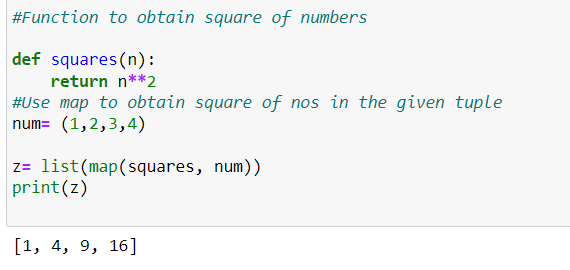 #Function to obtain square of numbers
def squares(n):
    return n**2
#Use map to obtain square of nos in the given tuple
num= (1,2,3,4)
z= list(map(squares, num))
print(z)
[1, 4, 9, 16]